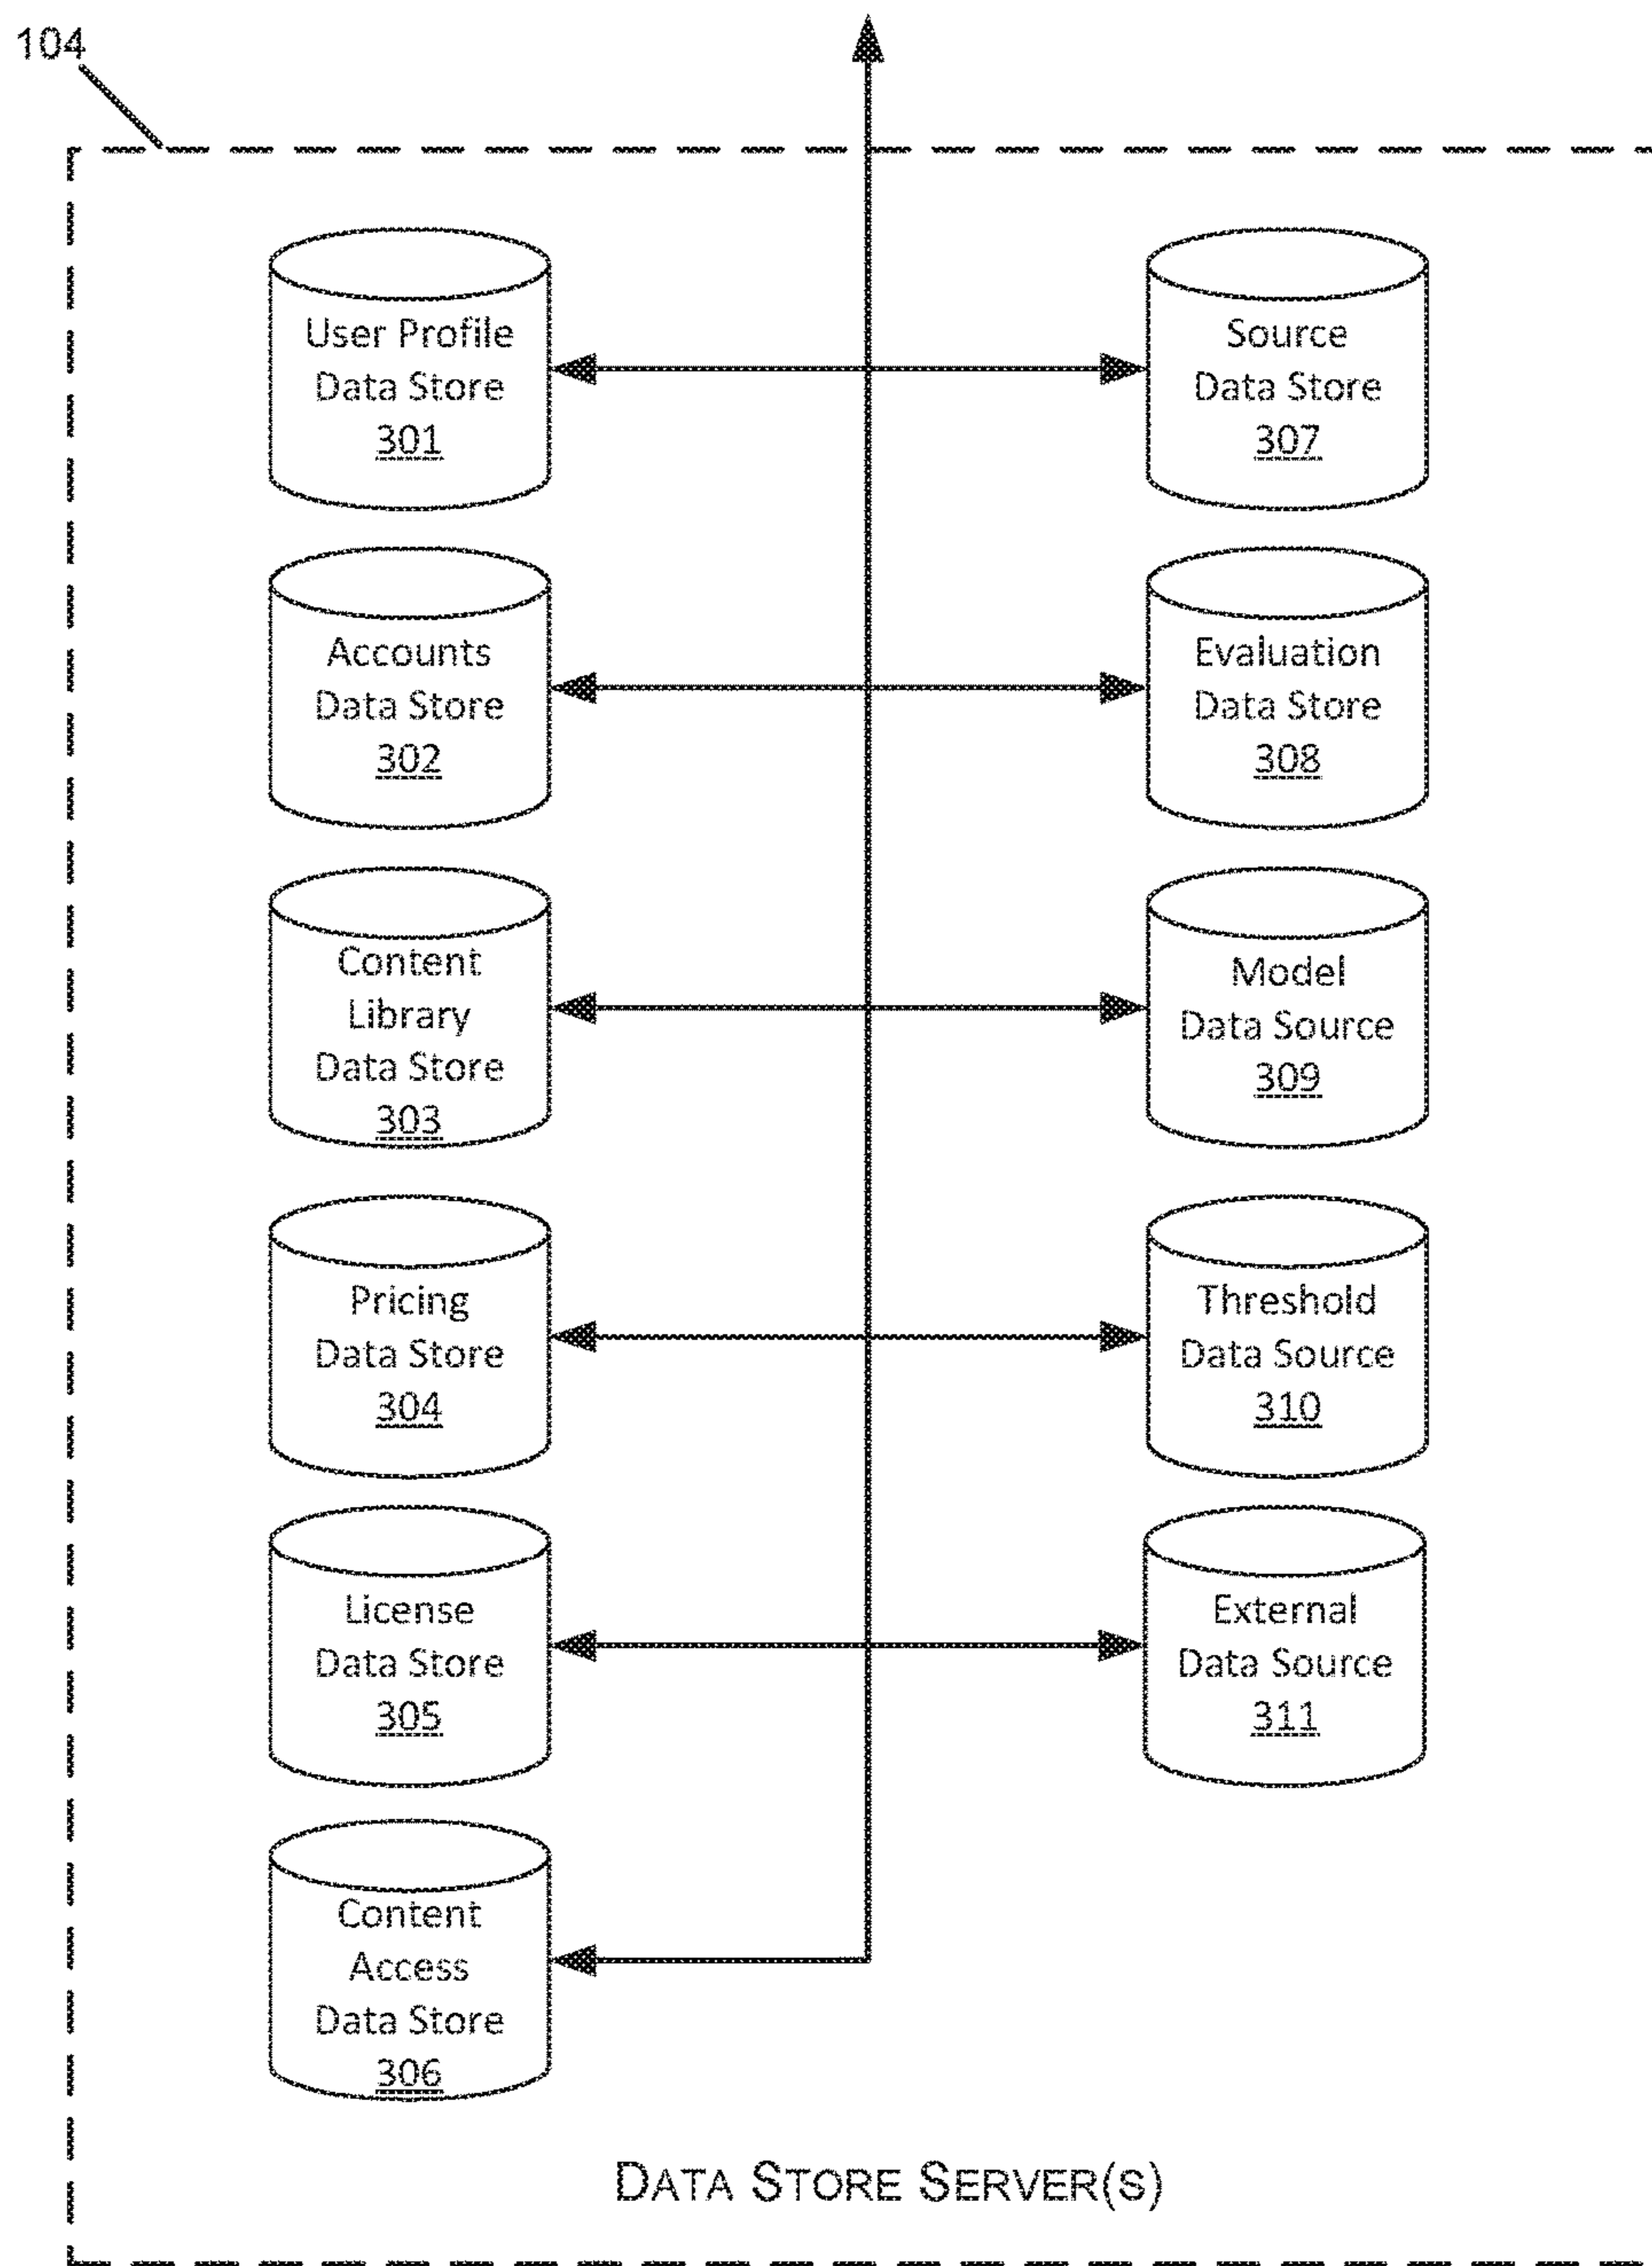 104
User Profile
Data Store
301
Source
Data Store
307
Accounts
Data Store
302
Evaluation
Data Store
308
Content
Library
Data Store
303
Model
Data Source
309
Pricing
Data Store
304
Threshold
Data Source
310
License
Data Store
305
External
Data Source
311
Content
Access
Data Store
306
DATA STORE SERVER(S)